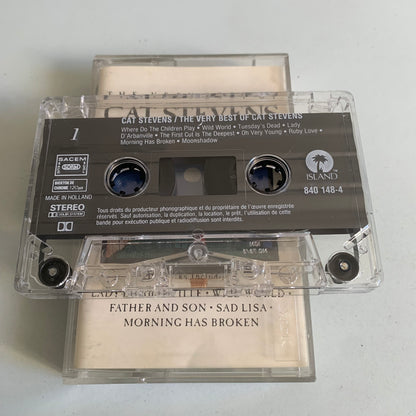 CAT STEVENS
CAT STEVENS / THE VERY BEST OF CAT STEVENS
1
Where Do The Children Play • Wild World • Tuesday's Dead • Lady
D'Arbanville • The First Cut Is The Deepest • Oh Very Young • Ruby Love •
Morning Has Broken • Moonshadow
SACEM
MADE IN HOLLAND
STEREO
ISLAND
840 148-4
Tous droits du producteur phonographique et du propriétaire de l'œuvre enregistrée
réservés. Sauf autorisation, la duplication, la location, le prêt, l'utilisation de cette
bande pour exécution publique et radiodiffusion sont interdits.
WILD WORLD
FATHER AND SON • SAD LISA •
MORNING HAS BROKEN